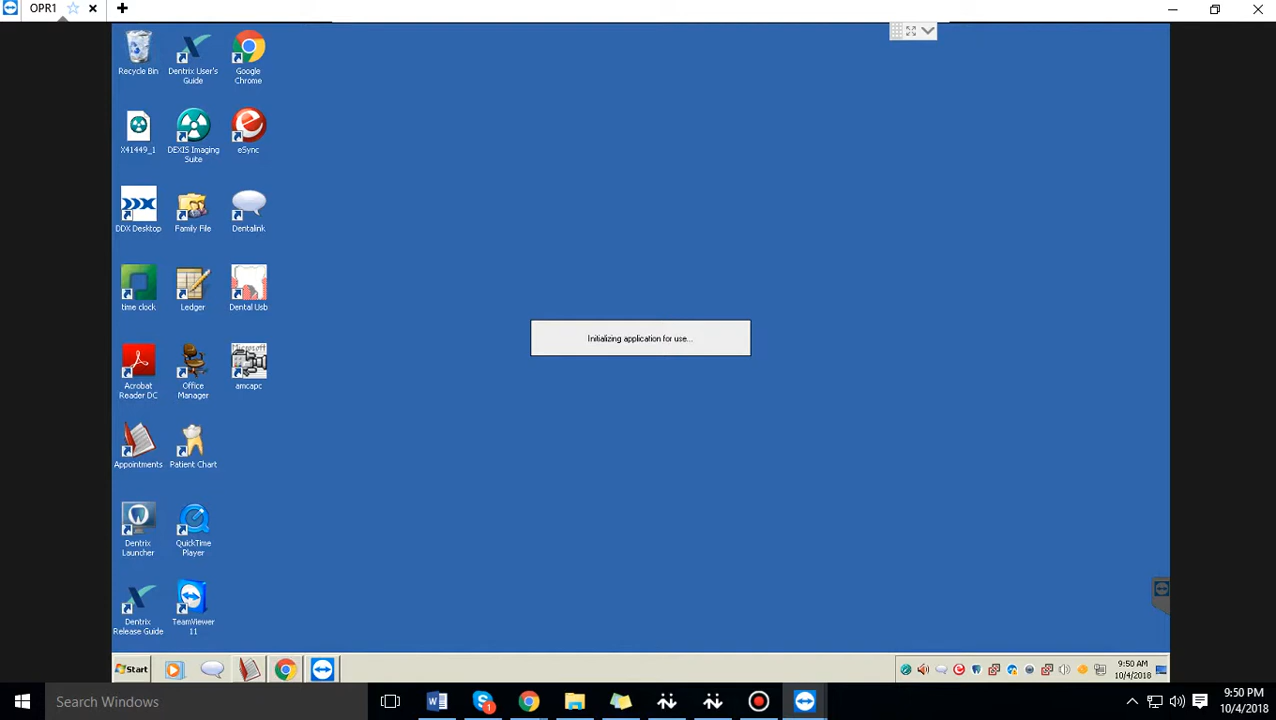 OPR1
Recycle Bin
Dentrix User's
Guide
Google
Chrome
X41449_1
DEXIS Imaging
Suite
eSync
DDX Desktop
Family File
Dentalink
time clock
Ledger
Dental Usb
Initializing application for use...
Acrobat
Reader DC
Office
Manager
Microsoft
amcapc
Appointments
Patient Chart
Dentrix
Launcher
QuickTime
Player
Dentrix
Release Guide
TeamViewer
11
Start
9:50 AM
10/4/2018
Search Windows
1
9:50 PM
10/4/2018